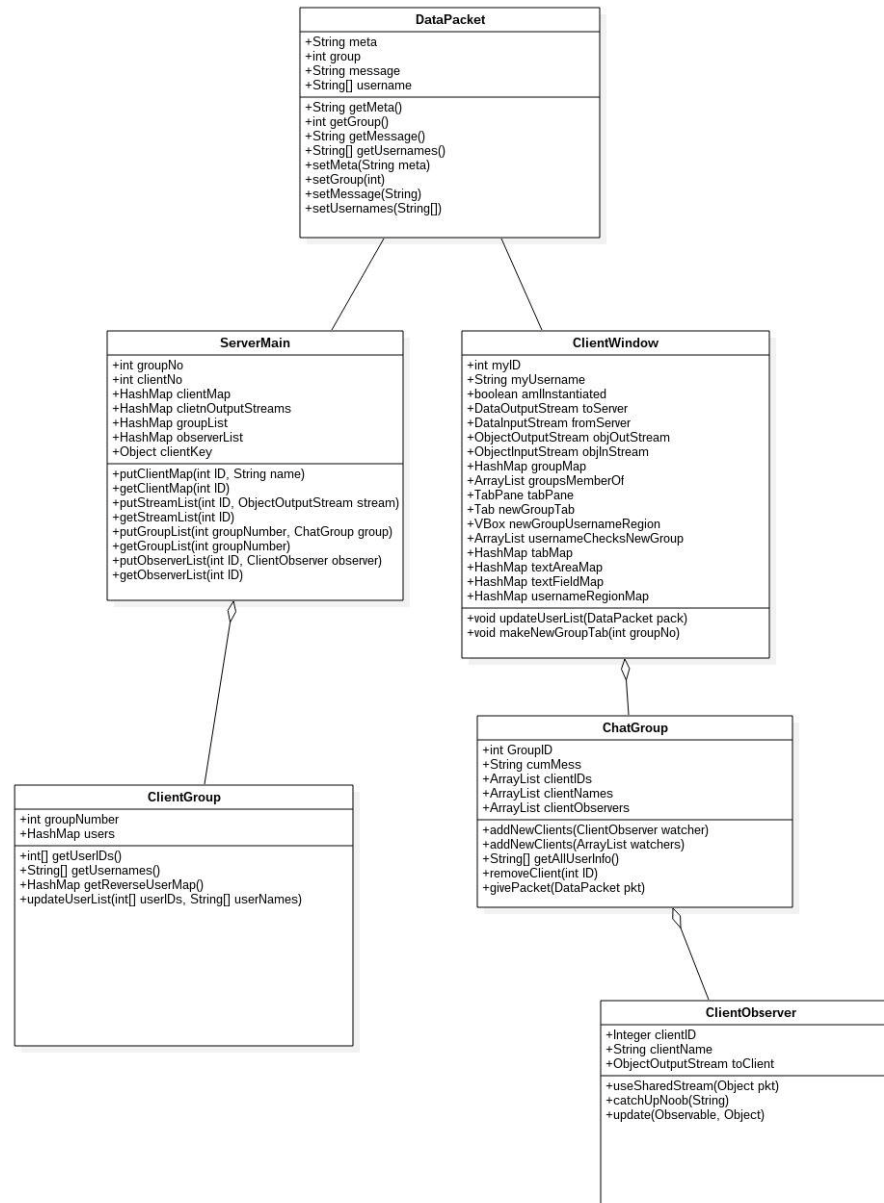 DataPacket
+String meta
+int group
+String message
+String[] username
+String getMeta()
+int getGroup()
+String getMessage()
+String[] getUsernames()
+setMeta(String meta)
+setGroup(int)
+setMessage(String)
+setUsernames(String[])
ServerMain
+int groupNo
+int clientNo
+HashMap clientMap
+HashMap clietnOutputStreams
+HashMap groupList
+HashMap observerList
+Object clientKey
+putClientMap(int ID, String name)
+getClientMap(int ID)
+putStreamList(int ID, ObjectOutputStream stream)
+getStreamList(int ID)
+putGroupList(int groupNumber, ChatGroup group)
+getGroupList(int groupNumber)
+putObserverList(int ID, ClientObserver observer)
+getObserverList(int ID)
ClientWindow
+int myID
+String myUsername
+boolean amIInstantiated
+DataOutputStream toServer
+DataInputStream fromServer
+ObjectOutputStream objOutStream
+ObjectInputStream objInStream
+HashMap groupMap
+ArrayList groupsMemberOf
+TabPane tabPane
+Tab newGroupTab
+VBox newGroupUsernameRegion
+ArrayList usernameChecksNewGroup
+HashMap tabMap
+HashMap textAreaMap
+HashMap textFieldMap
+HashMap usernameRegionMap
+void updateUserList(DataPacket pack)
+void makeNewGroupTab(int groupNo)
ChatGroup
+int GroupID
+String cumMess
+ArrayList clientIDs
+ArrayList clientNames
+ArrayList clientObservers
+addNewClients(ClientObserver watcher)
+addNewClients(ArrayList watchers)
+String[] getAllUserInfo()
+removeClient(int ID)
+givePacket(DataPacket pkt)
ClientGroup
+int groupNumber
+HashMap users
+int[] getUserIDs()
+String[] getUsernames()
+HashMap getReverseUserMap()
+updateUserList(int[] userIDs, String[] userNames)
ClientObserver
+Integer clientID
+String clientName
+ObjectOutputStream toClient
+useSharedStream(Object pkt)
+catchUpNoob(String)
+update(Observable, Object)